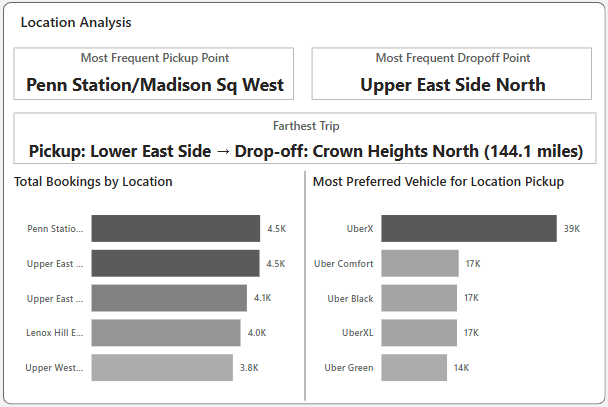 Location Analysis
Most Frequent Pickup Point
Penn Station/Madison Sq West
Most Frequent Dropoff Point
Upper East Side North
Farthest Trip
Pickup: Lower East Side → Drop-off: Crown Heights North (144.1 miles)
Total Bookings by Location
Penn Statio... 4.5K
Upper East ... 4.5K
Upper East ... 4.1K
Lenox Hill E... 4.0K
Upper West... 3.8K
Most Preferred Vehicle for Location Pickup
UberX 39K
Uber Comfort 17K
Uber Black 17K
UberXL 17K
Uber Green 14K